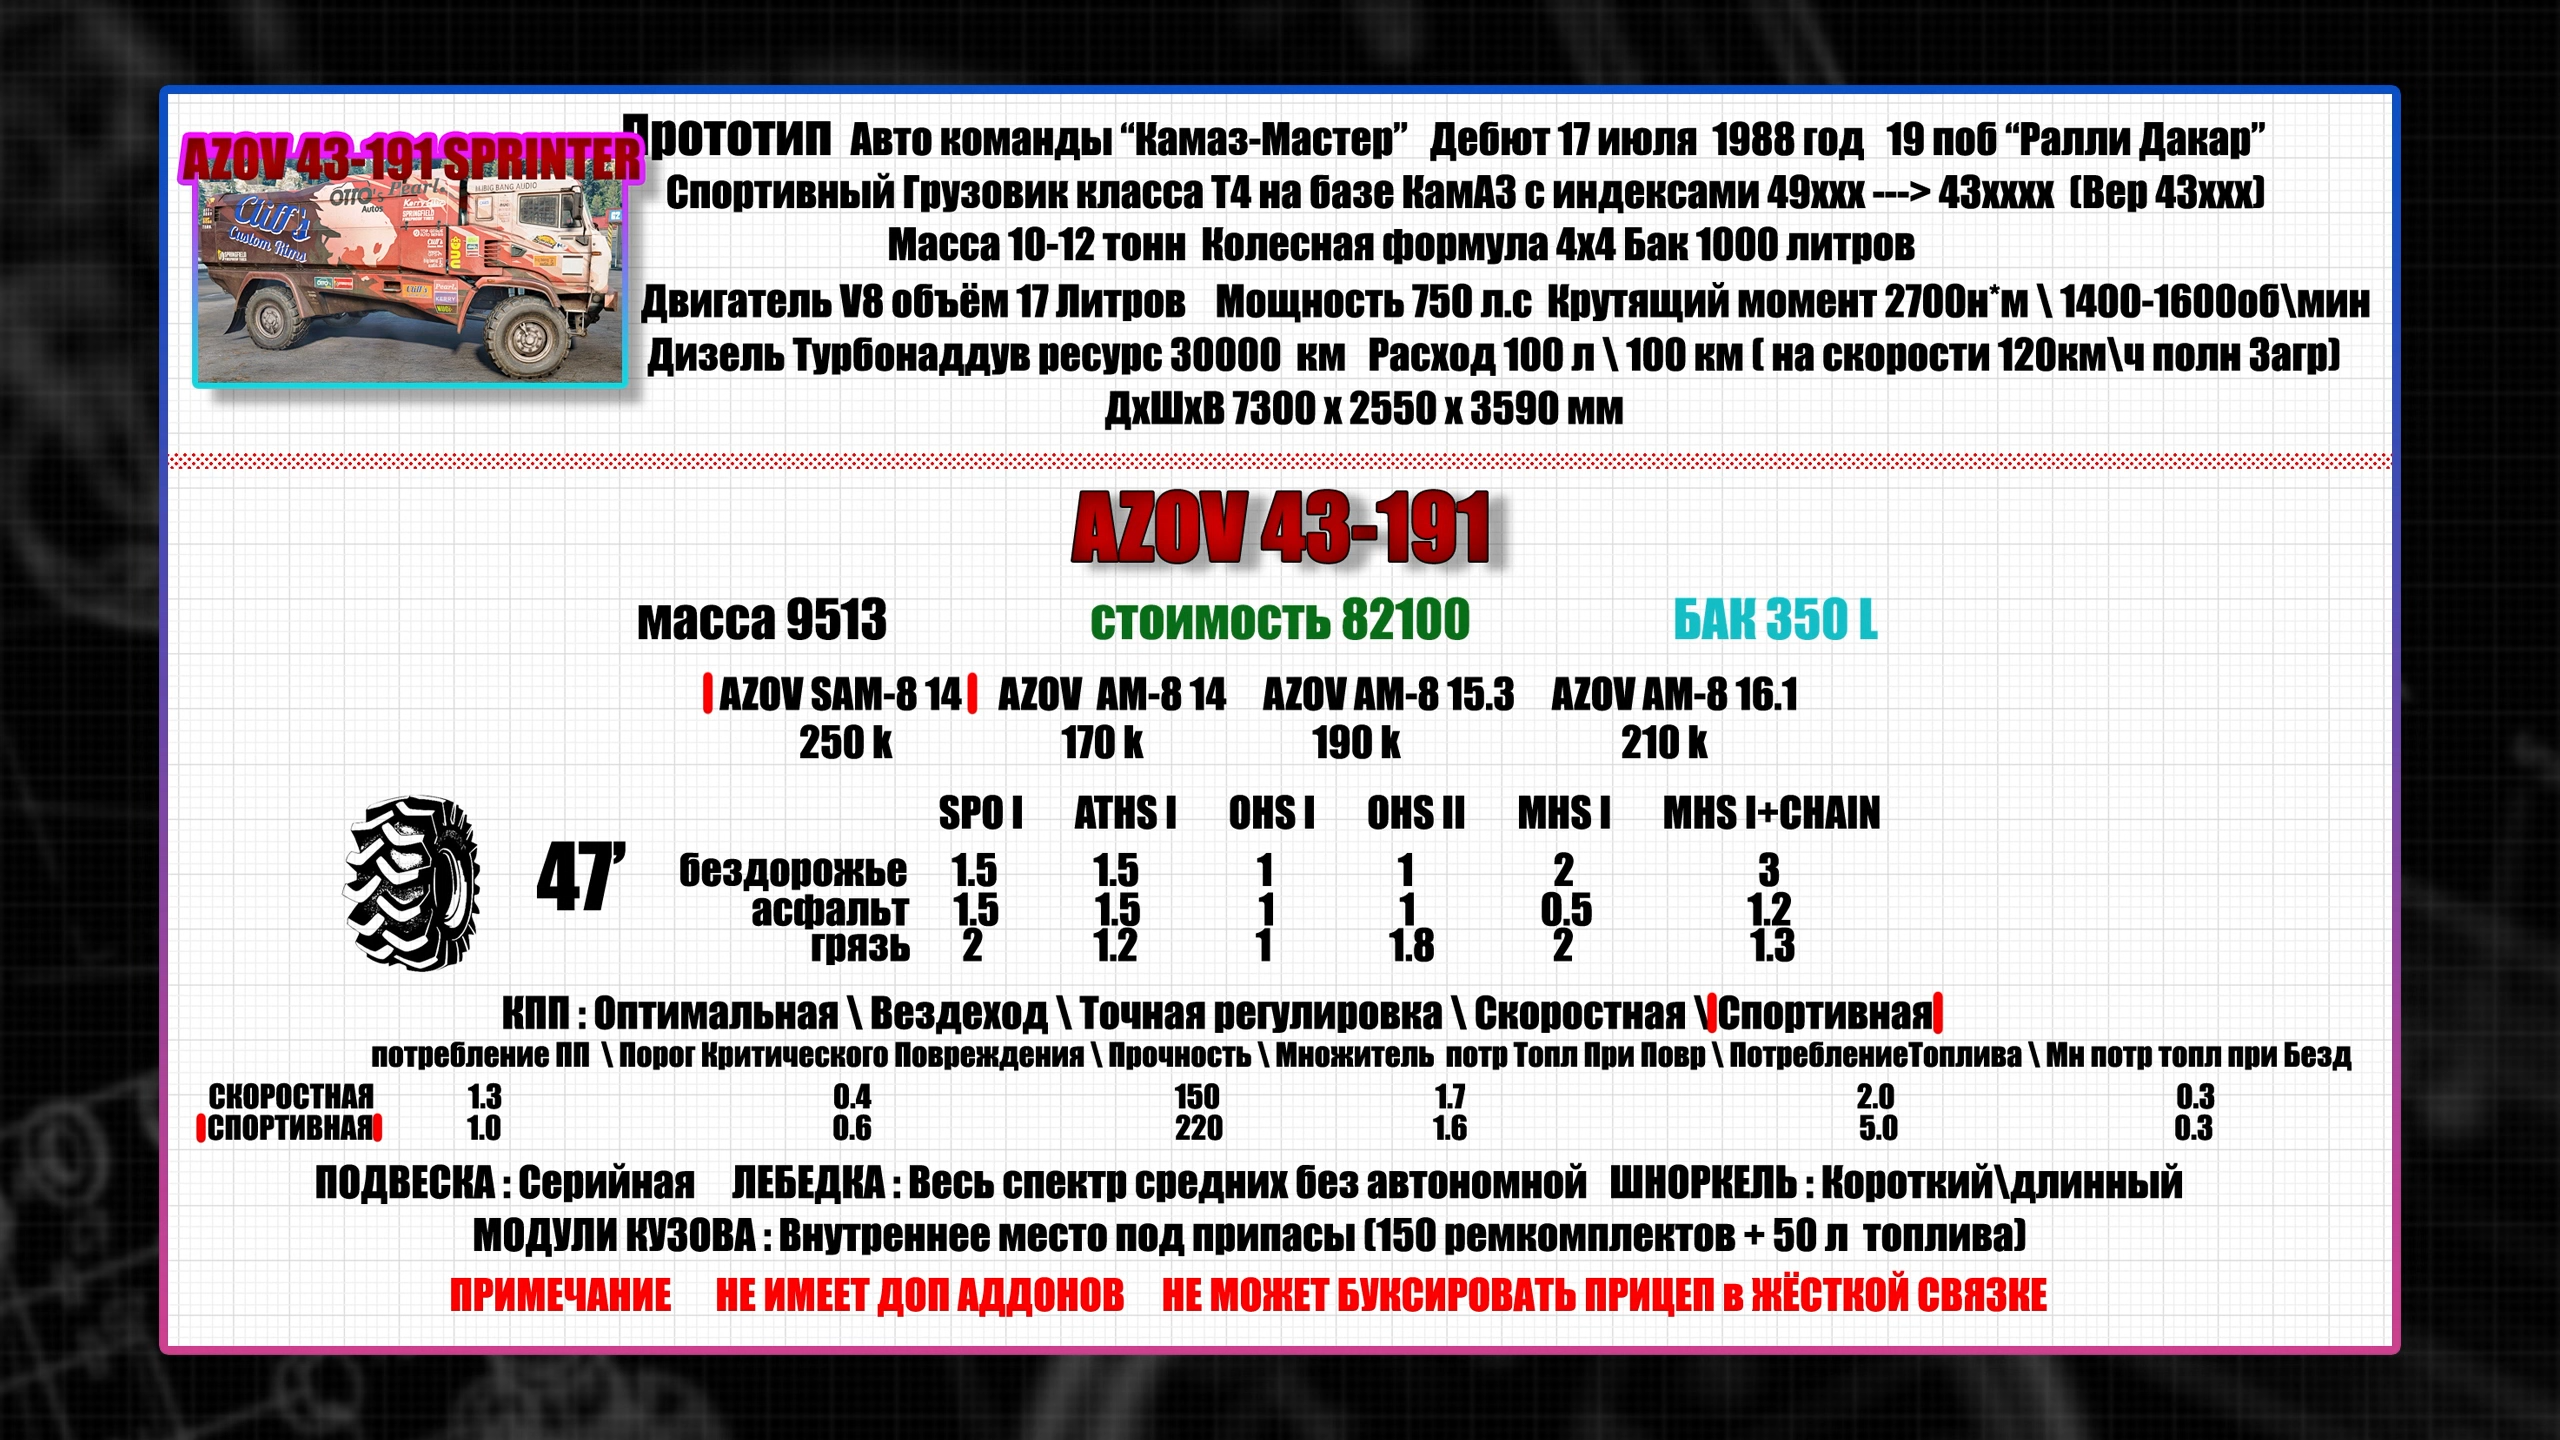 AZOV 43-191 SPRINTER
Прототип Авто команды “Камаз-Мастер” Дебют 17 июля 1988 год 19 поб “Ралли Дакар”
Спортивный Грузовик класса Т4 на базе КамАЗ с индексами 49ххх ---> 43хххх (Вер 43ххх)
Масса 10-12 тонн Колесная формула 4х4 Бак 1000 литров
Двигатель V8 объём 17 Литров Мощность 750 л.с Крутящий момент 2700н*м \ 1400-1600об\мин
Дизель Турбонаддув ресурс 30000 км Расход 100 л \ 100 км ( на скорости 120км\ч полн Загр)
ДхШхВ 7300 х 2550 х 3590 мм
OTTO's Autos
Pearl
BIG BANG AUDIO
Cliff's
Custom Rims
SPRINGFIELD
AZOV 43-191
масса 9513 стоимость 82100 БАК 350 L
AZOV SAM-8 14 AZOV AM-8 14 AZOV AM-8 15.3 AZOV AM-8 16.1
250 k 170 k 190 k 210 k
SPO I ATHS I OHS I OHS II MHS I MHS I+CHAIN
47’
бездорожье 1.5 1.5 1 1 2 3
асфальт 1.5 1.5 1 1 0.5 1.2
грязь 2 1.2 1 1.8 2 1.3
КПП : Оптимальная \ Вездеход \ Точная регулировка \ Скоростная \ Спортивная
потребление ПП \ Порог Критического Повреждения \ Прочность \ Множитель потр Топл При Повр \ ПотреблениеТоплива \ Мн потр топл при Безд
СКОРОСТНАЯ 1.3 0.4 150 1.7 2.0 0.3
СПОРТИВНАЯ 1.0 0.6 220 1.6 5.0 0.3
ПОДВЕСКА : Серийная ЛЕБЕДКА : Весь спектр средних без автономной ШНОРКЕЛЬ : Короткий\длинный
МОДУЛИ КУЗОВА : Внутреннее место под припасы (150 ремкомплектов + 50 л топлива)
ПРИМЕЧАНИЕ НЕ ИМЕЕТ ДОП АДДОНОВ НЕ МОЖЕТ БУКСИРОВАТЬ ПРИЦЕП в ЖЁСТКОЙ СВЯЗКЕ